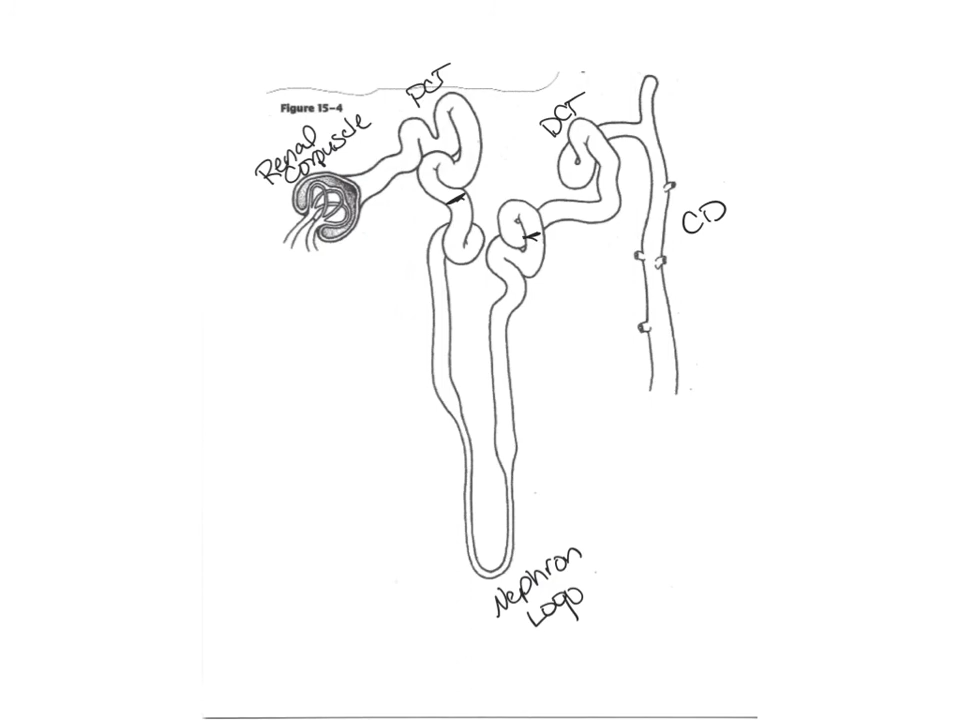 PCT
Figure 15-4
DCT
Renal
Corpuscle
CD
Nephron
Loop